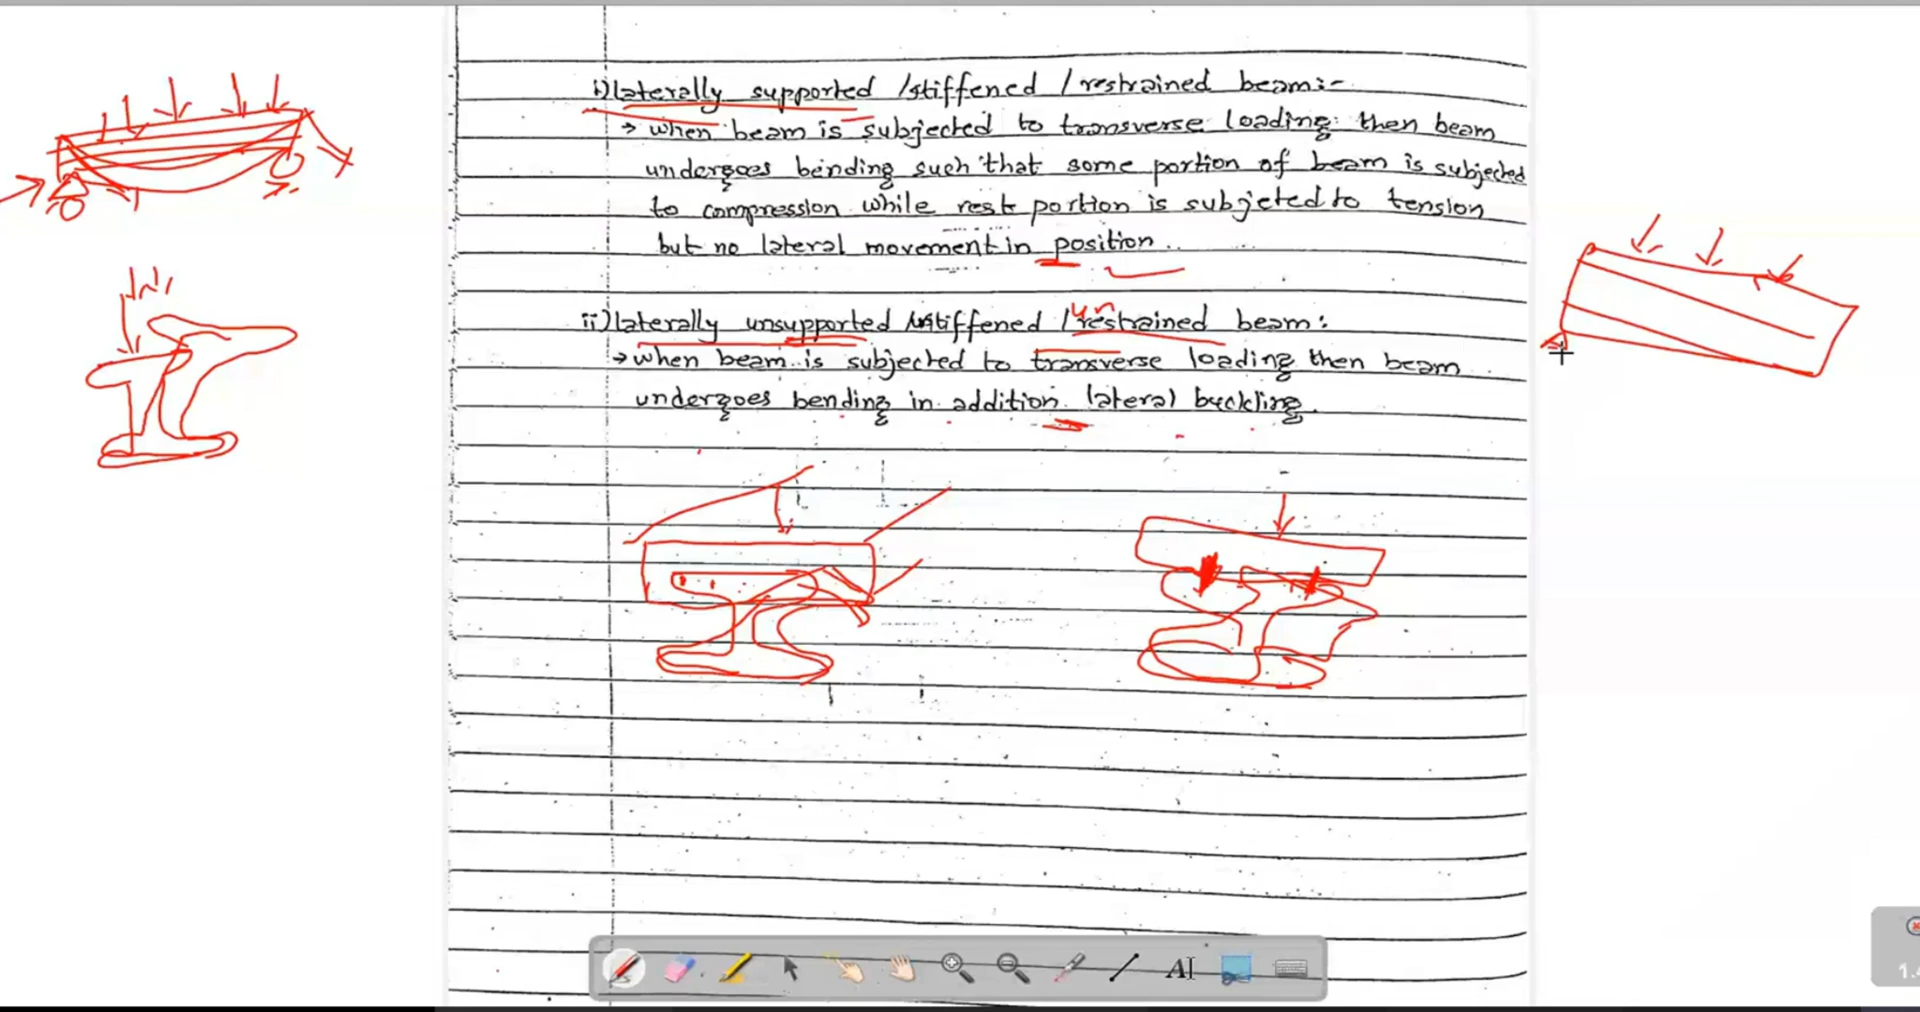 i) laterally supported /stiffened / restrained beam:-
→ when beam is subjected to transverse loading then beam
undergoes bending such that some portion of beam is subjected
to compression while rest portion is subjected to tension
but no lateral movement in position.
un
ii) laterally unsupported /unstiffened / restrained beam:
→ when beam is subjected to transverse loading then beam
undergoes bending in addition lateral buckling.
AI